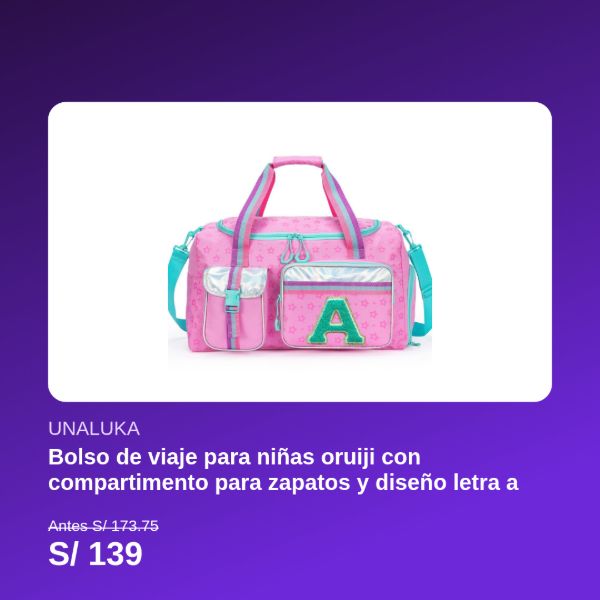 A
UNALUKA
Bolso de viaje para niñas oruiji con
compartimento para zapatos y diseño letra a
Antes S/ 173.75
S/ 139